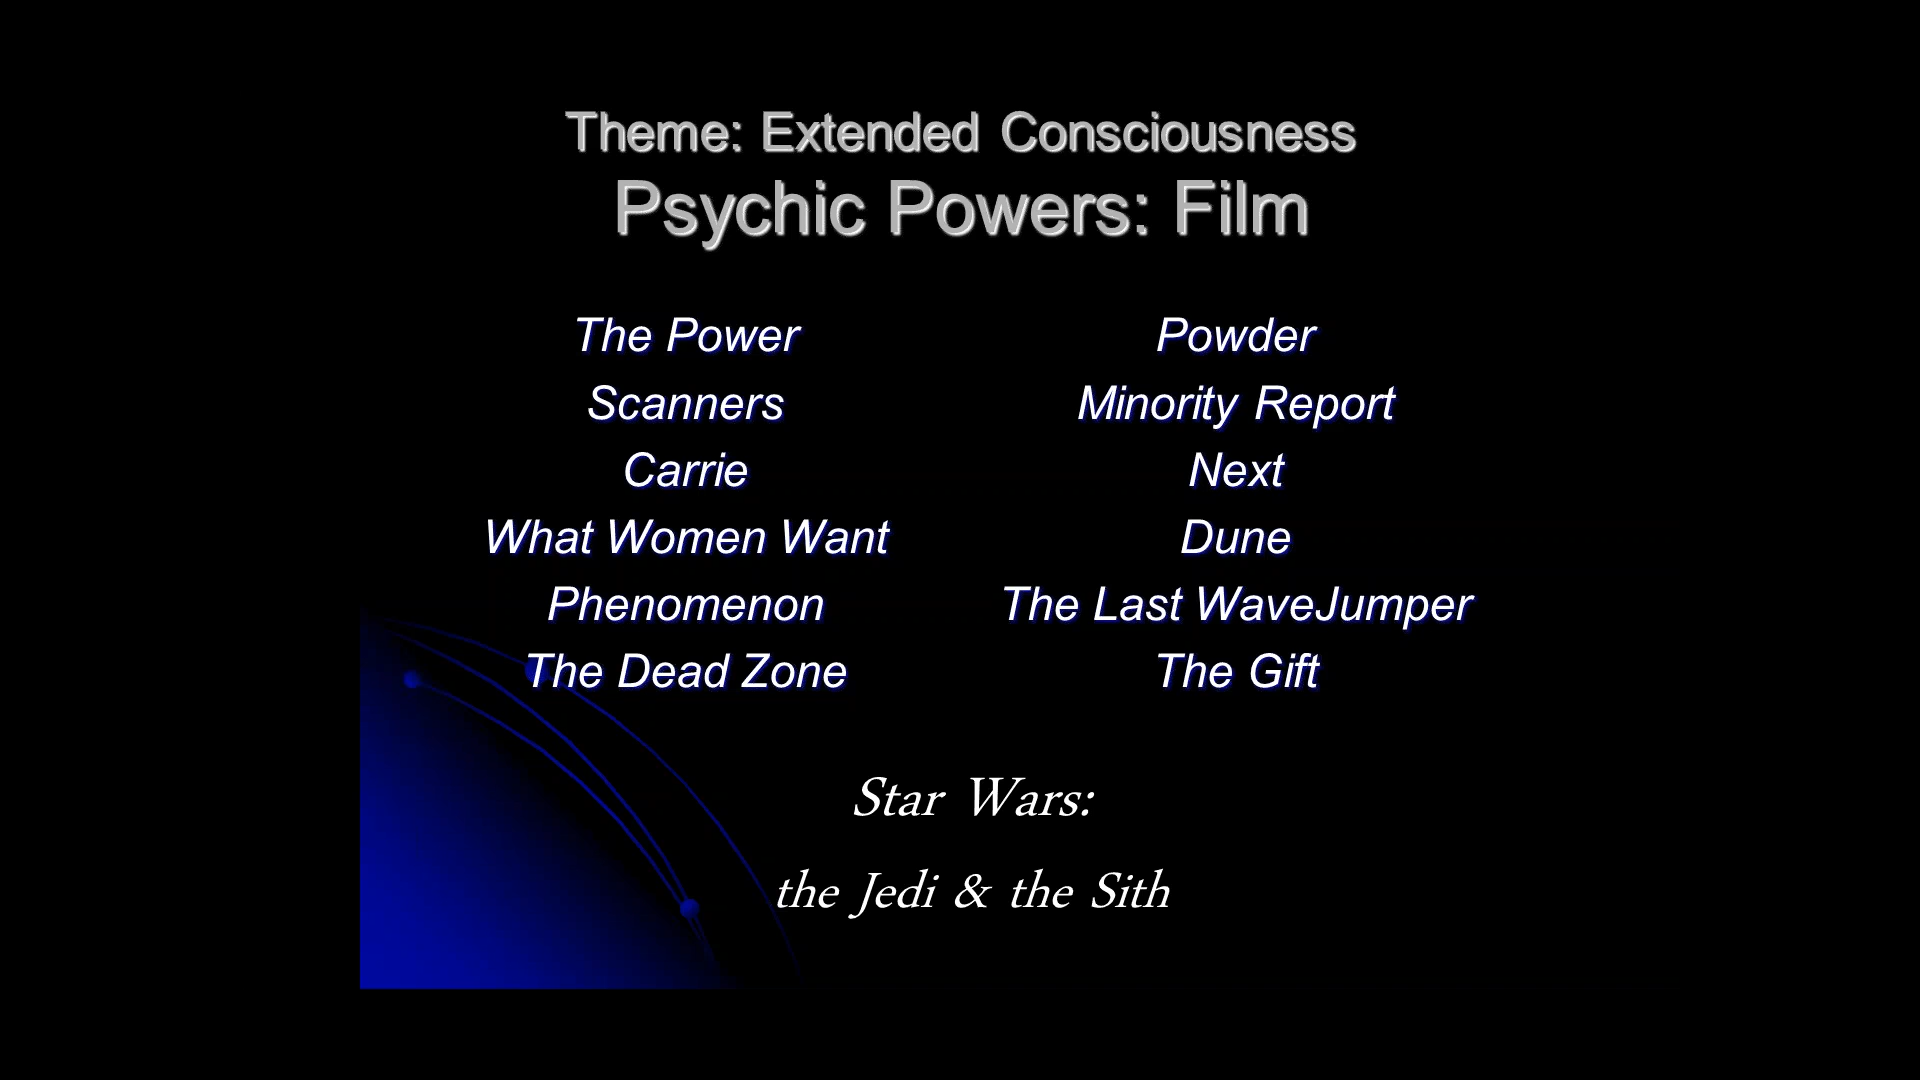 Theme: Extended Consciousness
Psychic Powers: Film
The Power
Scanners
Carrie
What Women Want
Phenomenon
The Dead Zone
Powder
Minority Report
Next
Dune
The Last WaveJumper
The Gift
Star Wars:
the Jedi & the Sith